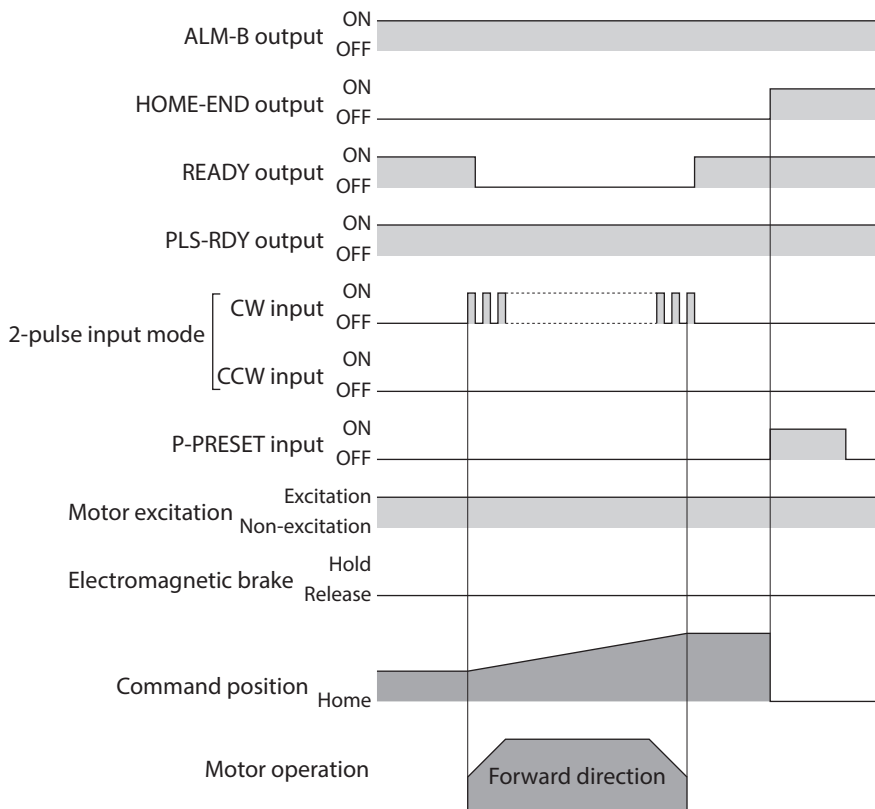 ALM-B output
ON
OFF
HOME-END output
ON
OFF
READY output
ON
OFF
PLS-RDY output
ON
OFF
2-pulse input mode
CW input
ON
OFF
CCW input
ON
OFF
P-PRESET input
ON
OFF
Motor excitation
Excitation
Non-excitation
Electromagnetic brake
Hold
Release
Command position
Home
Motor operation
Forward direction